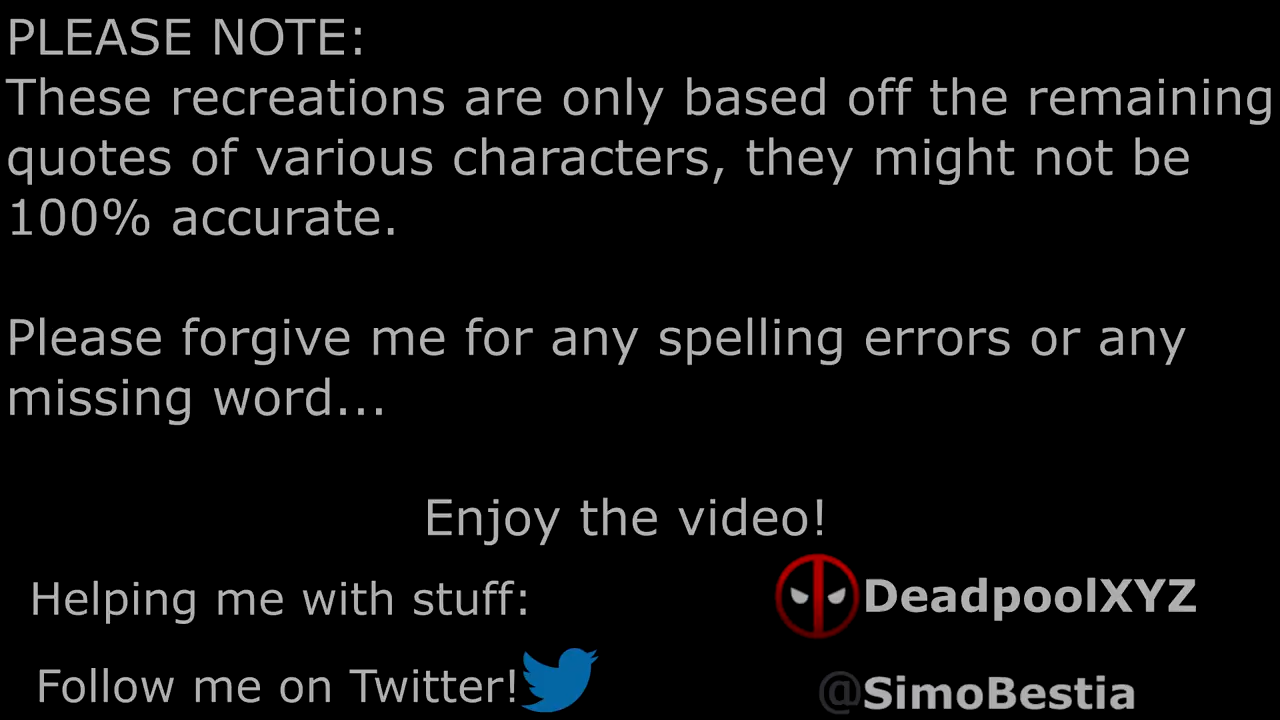 PLEASE NOTE:
These recreations are only based off the remaining
quotes of various characters, they might not be
100% accurate.
Please forgive me for any spelling errors or any
missing word...
Enjoy the video!
Helping me with stuff: DeadpoolXYZ
Follow me on Twitter! @SimoBestia